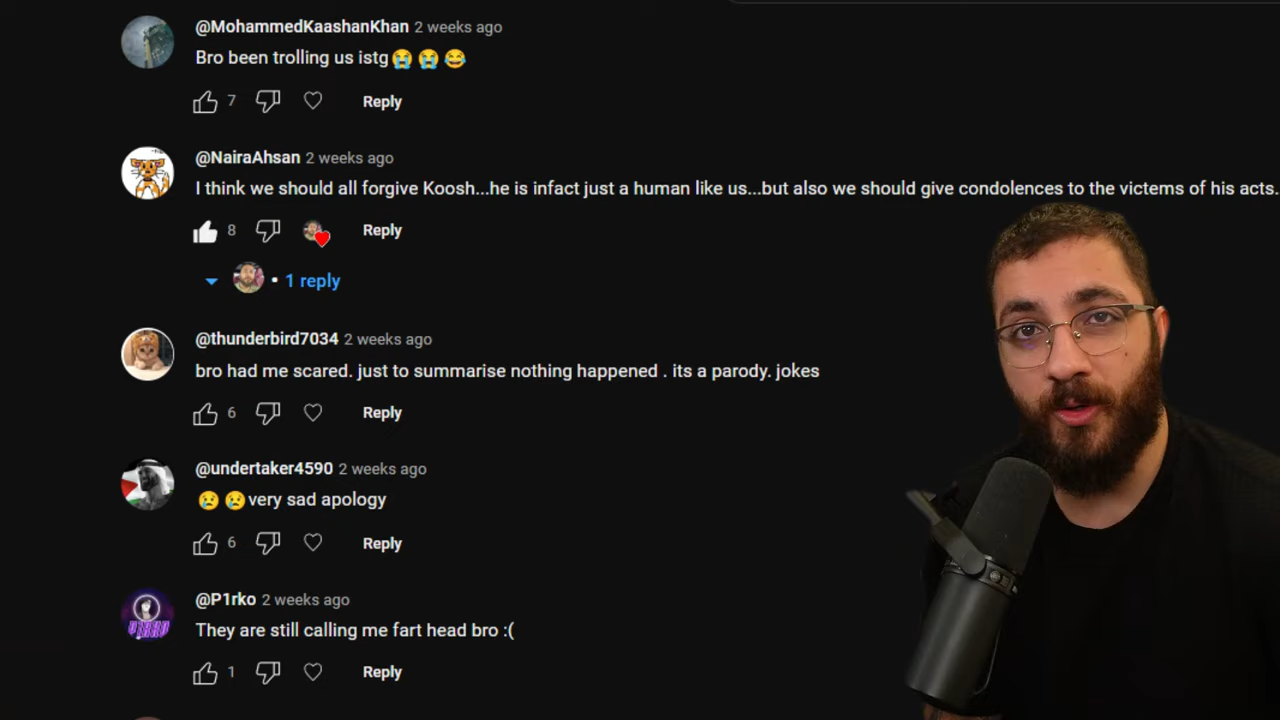 @MohammedKaashanKhan 2 weeks ago
Bro been trolling us istg😭😭😂
7 Reply
@NairaAhsan 2 weeks ago
I think we should all forgive Koosh...he is infact just a human like us...but also we should give condolences to the victems of his acts.
8 Reply
• 1 reply
@thunderbird7034 2 weeks ago
bro had me scared. just to summarise nothing happened . its a parody. jokes
6 Reply
@undertaker4590 2 weeks ago
😢😢very sad apology
6 Reply
@P1rko 2 weeks ago
They are still calling me fart head bro :(
1 Reply